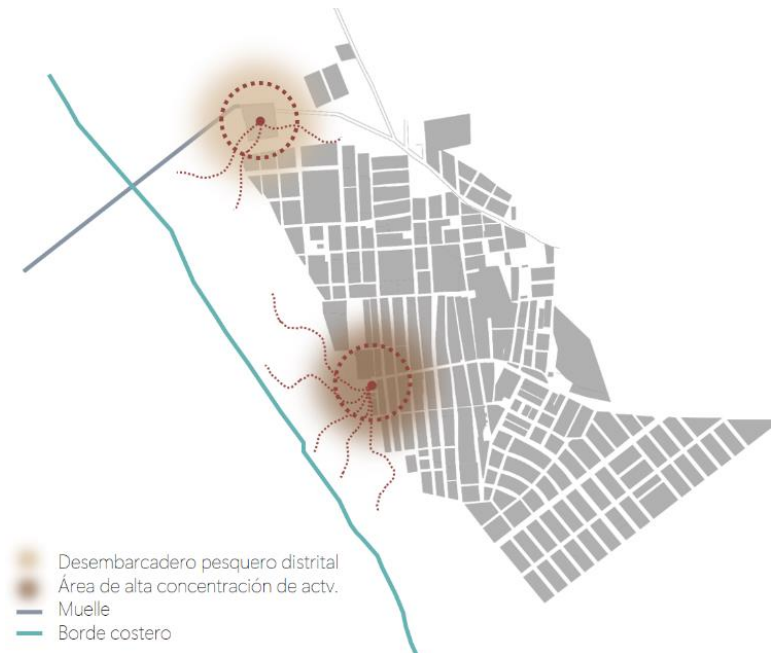 Desembarcadero pesquero distrital
Área de alta concentración de actv.
Muelle
Borde costero